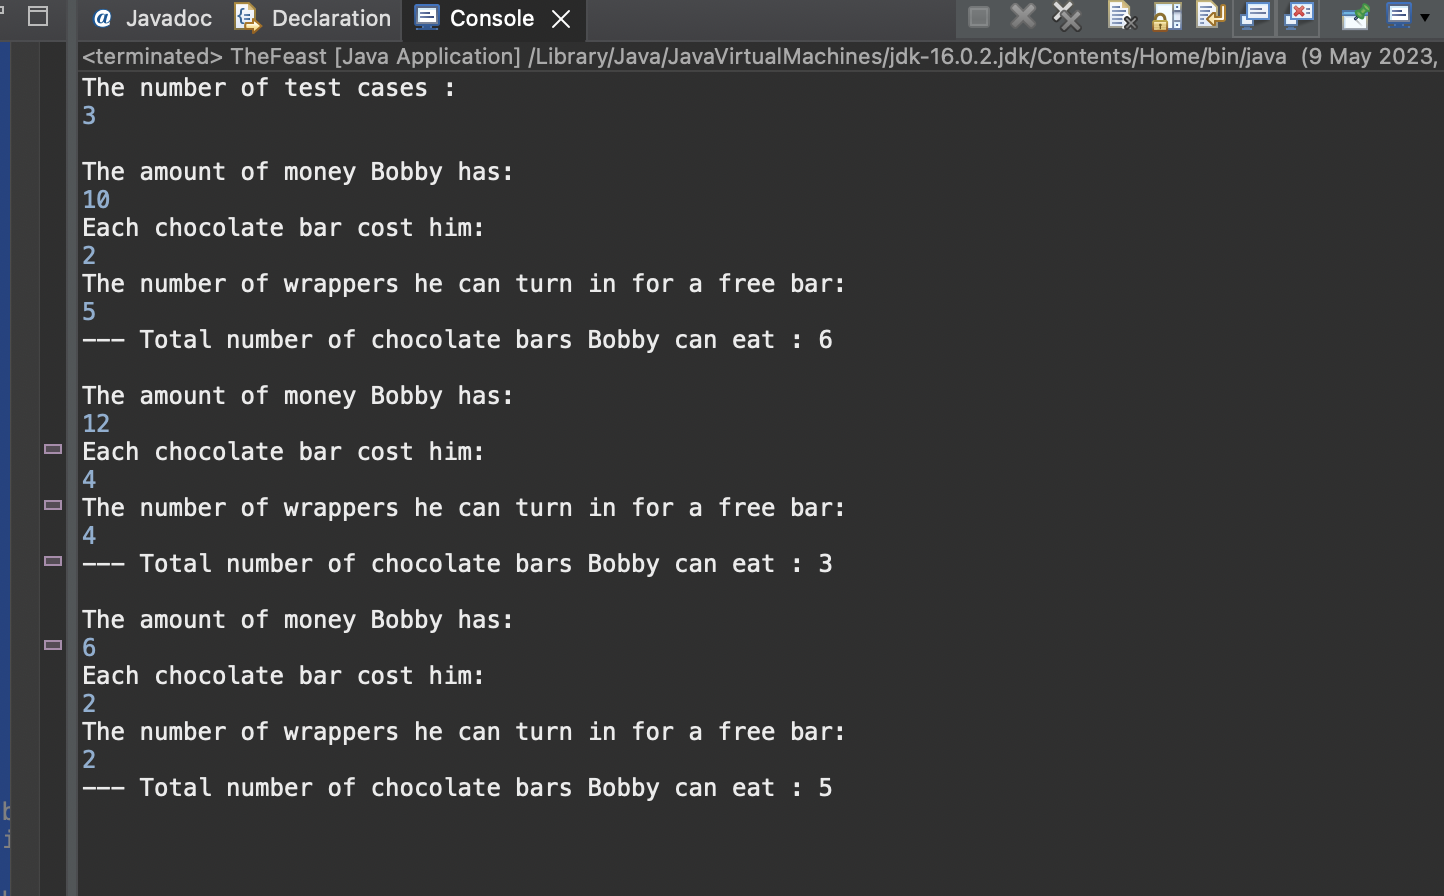 Javadoc Declaration Console
<terminated> TheFeast [Java Application] /Library/Java/JavaVirtualMachines/jdk-16.0.2.jdk/Contents/Home/bin/java (9 May 2023,
The number of test cases :
3
The amount of money Bobby has:
10
Each chocolate bar cost him:
2
The number of wrappers he can turn in for a free bar:
5
--- Total number of chocolate bars Bobby can eat : 6
The amount of money Bobby has:
12
Each chocolate bar cost him:
4
The number of wrappers he can turn in for a free bar:
4
--- Total number of chocolate bars Bobby can eat : 3
The amount of money Bobby has:
6
Each chocolate bar cost him:
2
The number of wrappers he can turn in for a free bar:
2
--- Total number of chocolate bars Bobby can eat : 5